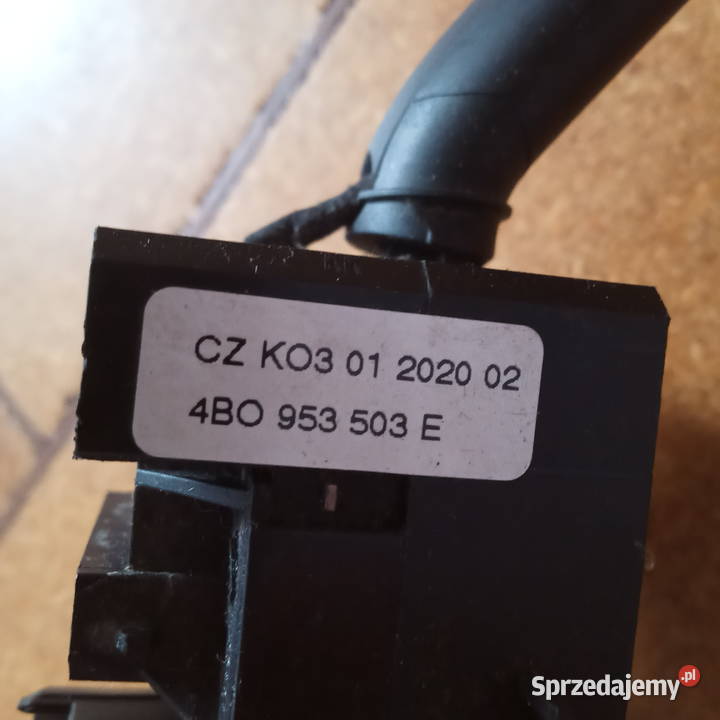 CZ KO3 01 2020 02
4BO 953 503 E
Sprzedajemy.pl